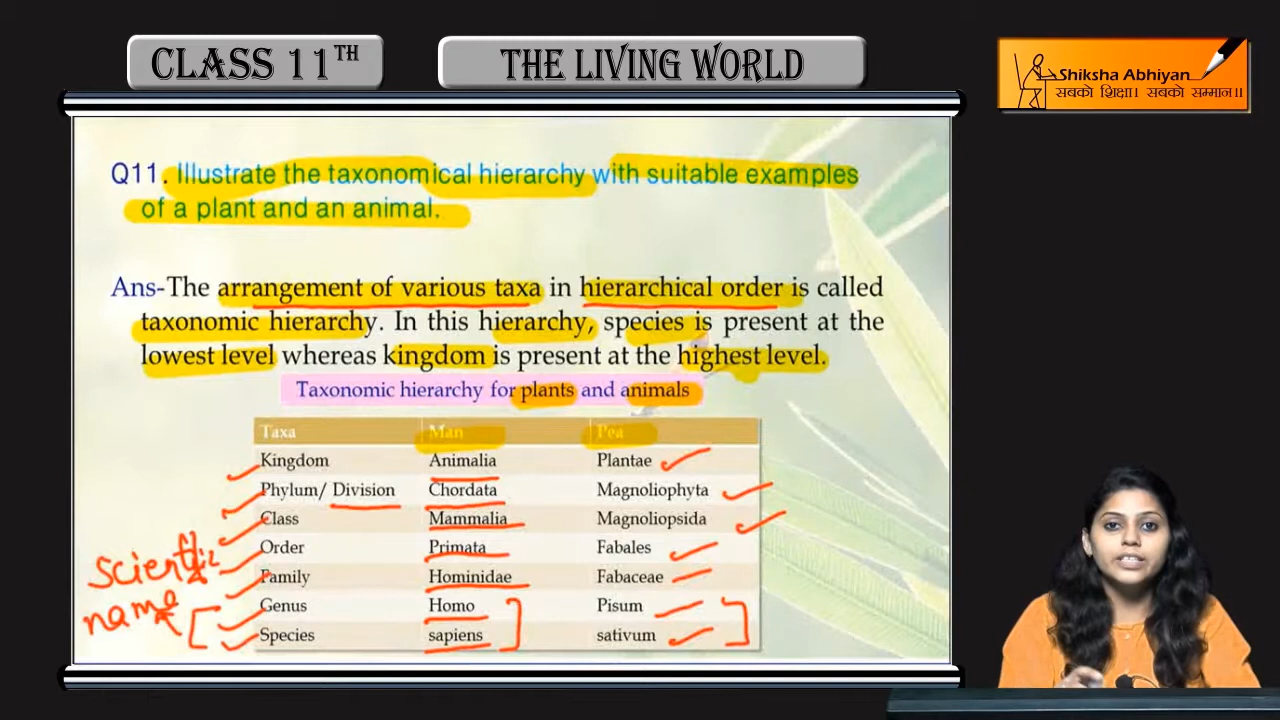 CLASS 11TH
THE LIVING WORLD
Shiksha Abhiyan
सबको शिक्षा। सबको सम्मान।।
Q11. Illustrate the taxonomical hierarchy with suitable examples
of a plant and an animal.
Ans-The arrangement of various taxa in hierarchical order is called
taxonomic hierarchy. In this hierarchy, species is present at the
lowest level whereas kingdom is present at the highest level.
Taxonomic hierarchy for plants and animals
Taxa Man Pea
Kingdom Animalia Plantae
Phylum/ Division Chordata Magnoliophyta
Class Mammalia Magnoliopsida
Order Primata Fabales
Family Hominidae Fabaceae
Genus Homo Pisum
Species sapiens sativum
Scientific
name